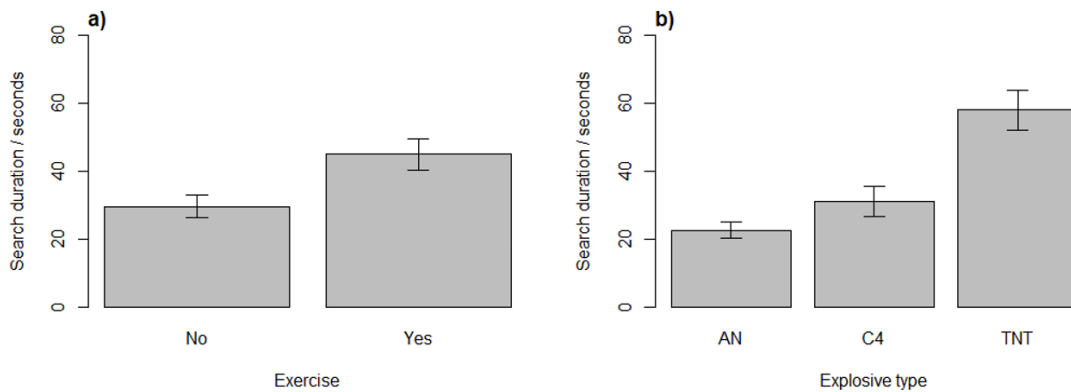 a)
Search duration / seconds
80
60
40
20
0
No Yes
Exercise
b)
Search duration / seconds
80
60
40
20
0
AN C4 TNT
Explosive type